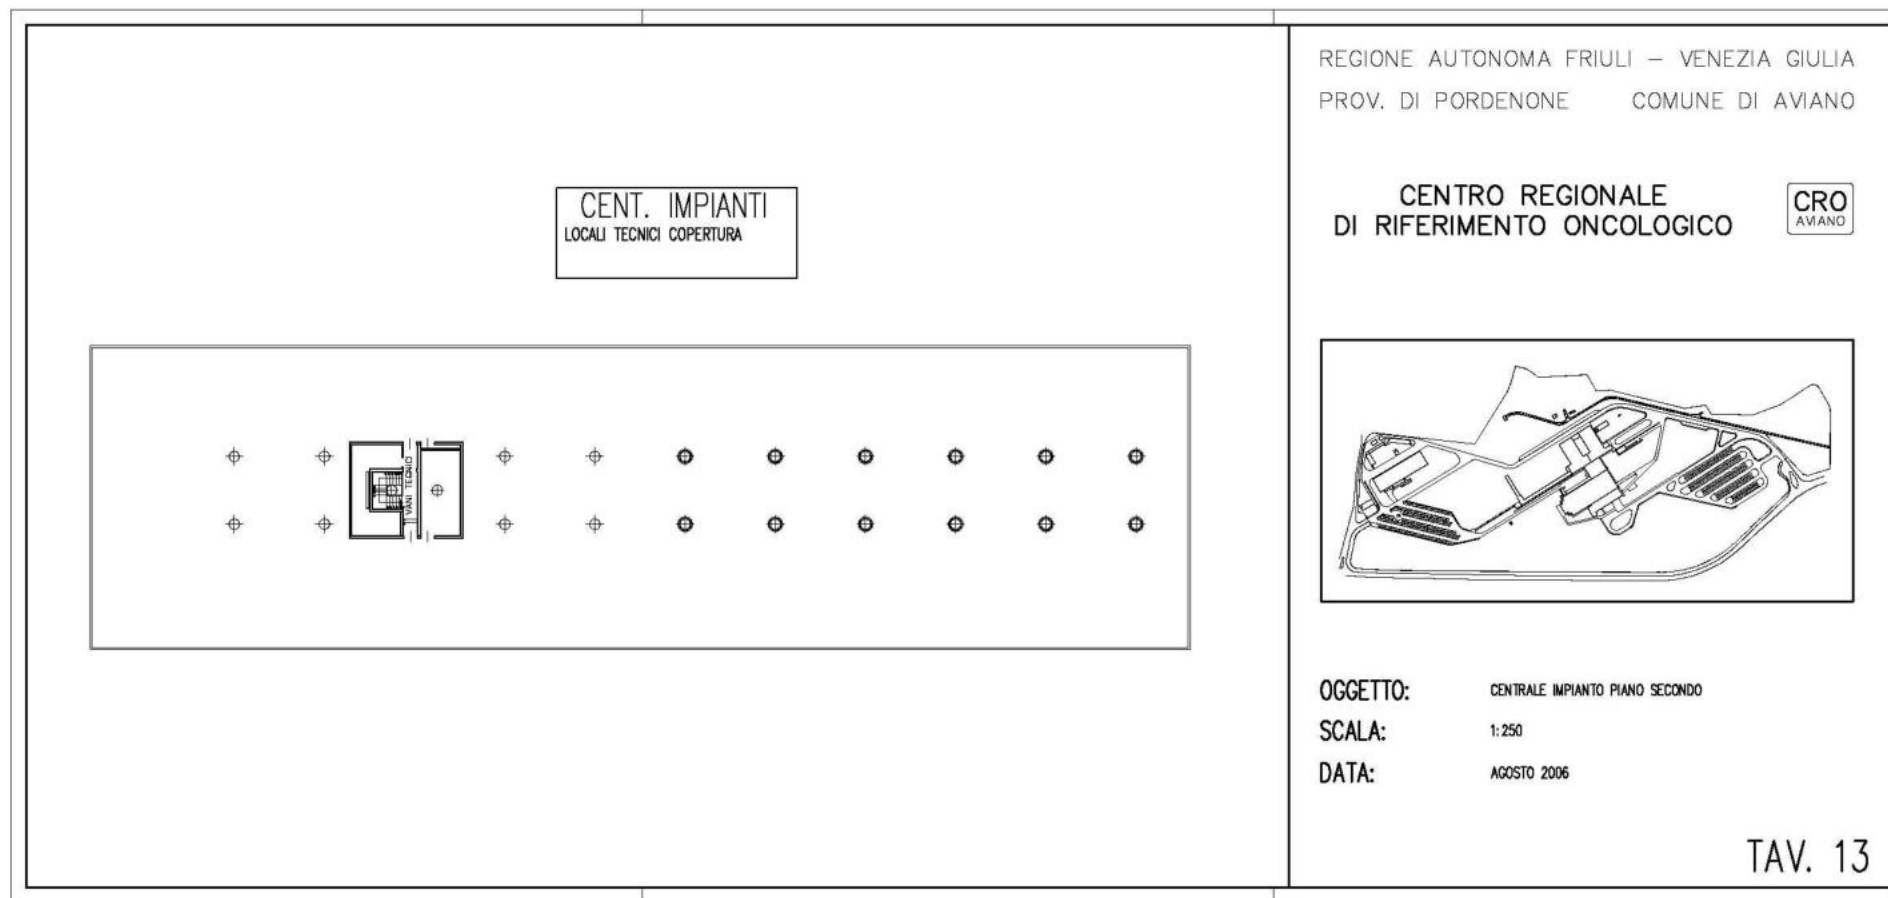 CENT. IMPIANTI
LOCALI TECNICI COPERTURA
VANI TECNICI
REGIONE AUTONOMA FRIULI – VENEZIA GIULIA
PROV. DI PORDENONE COMUNE DI AVIANO
CENTRO REGIONALE
DI RIFERIMENTO ONCOLOGICO
CRO
AVIANO
OGGETTO: CENTRALE IMPIANTO PIANO SECONDO
SCALA: 1:250
DATA: AGOSTO 2006
TAV. 13